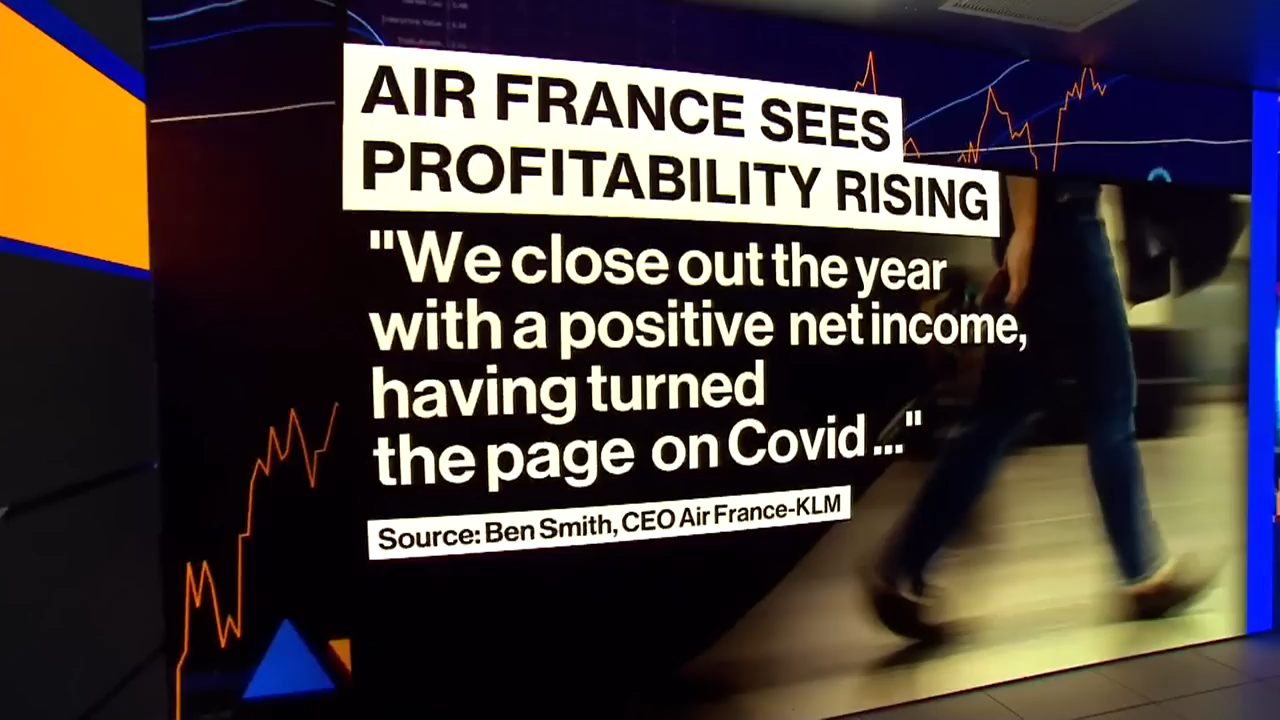 AIR FRANCE SEES
PROFITABILITY RISING
"We close out the year
with a positive net income,
having turned
the page on Covid ..."
Source: Ben Smith, CEO Air France-KLM